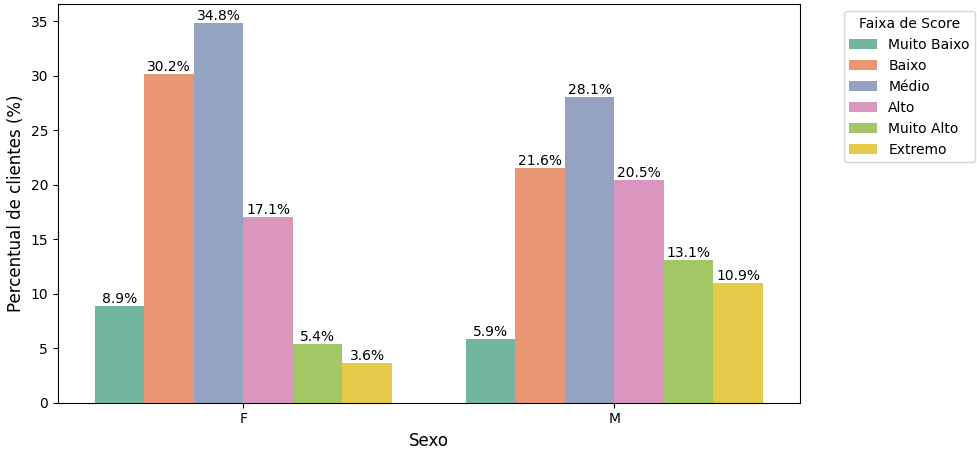 34.8%
30.2%
28.1%
21.6%
20.5%
17.1%
13.1%
10.9%
8.9%
5.9%
5.4%
3.6%
35
30
25
20
15
10
5
0
Percentual de clientes (%)
F
M
Sexo
Faixa de Score
Muito Baixo
Baixo
Médio
Alto
Muito Alto
Extremo